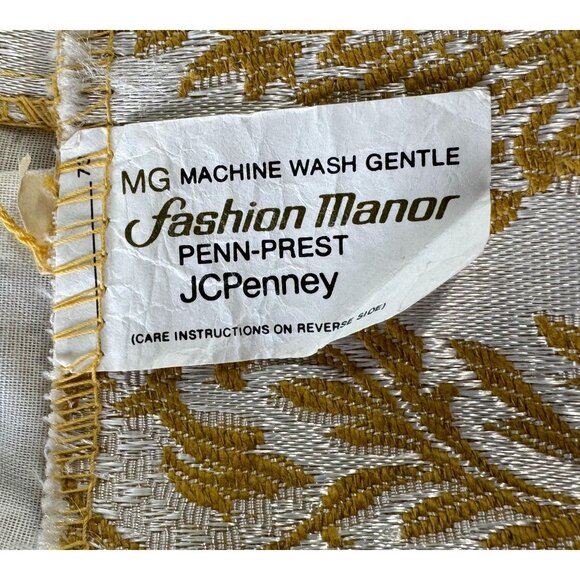 MG MACHINE WASH GENTLE
fashion manor
PENN-PREST
JCPenney
(CARE INSTRUCTIONS ON REVERSE SIDE)